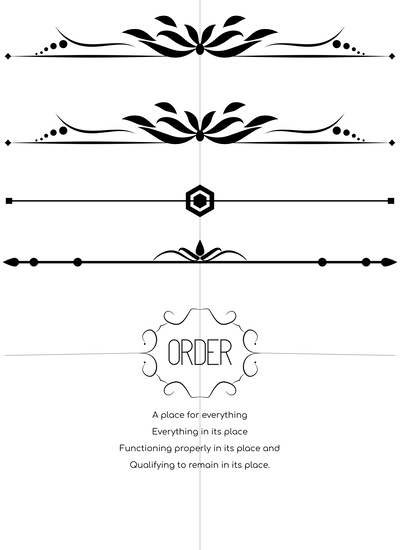 ORDER
A place for everything
Everything in its place
Functioning properly in its place and
Qualifying to remain in its place.